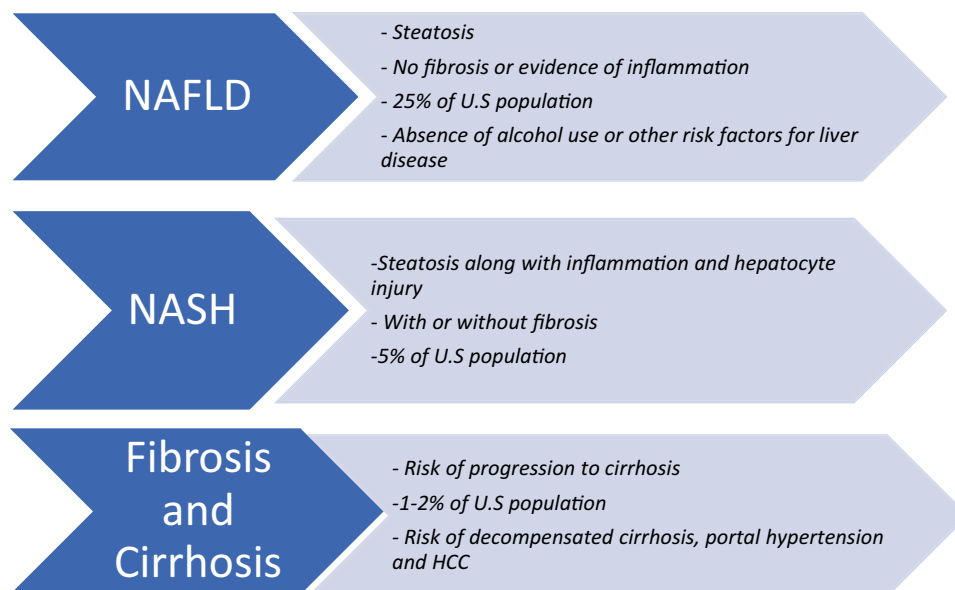 NAFLD
- Steatosis
- No fibrosis or evidence of inflammation
- 25% of U.S population
- Absence of alcohol use or other risk factors for liver
disease
NASH
-Steatosis along with inflammation and hepatocyte
injury
- With or without fibrosis
-5% of U.S population
Fibrosis
and
Cirrhosis
- Risk of progression to cirrhosis
-1-2% of U.S population
- Risk of decompensated cirrhosis, portal hypertension
and HCC